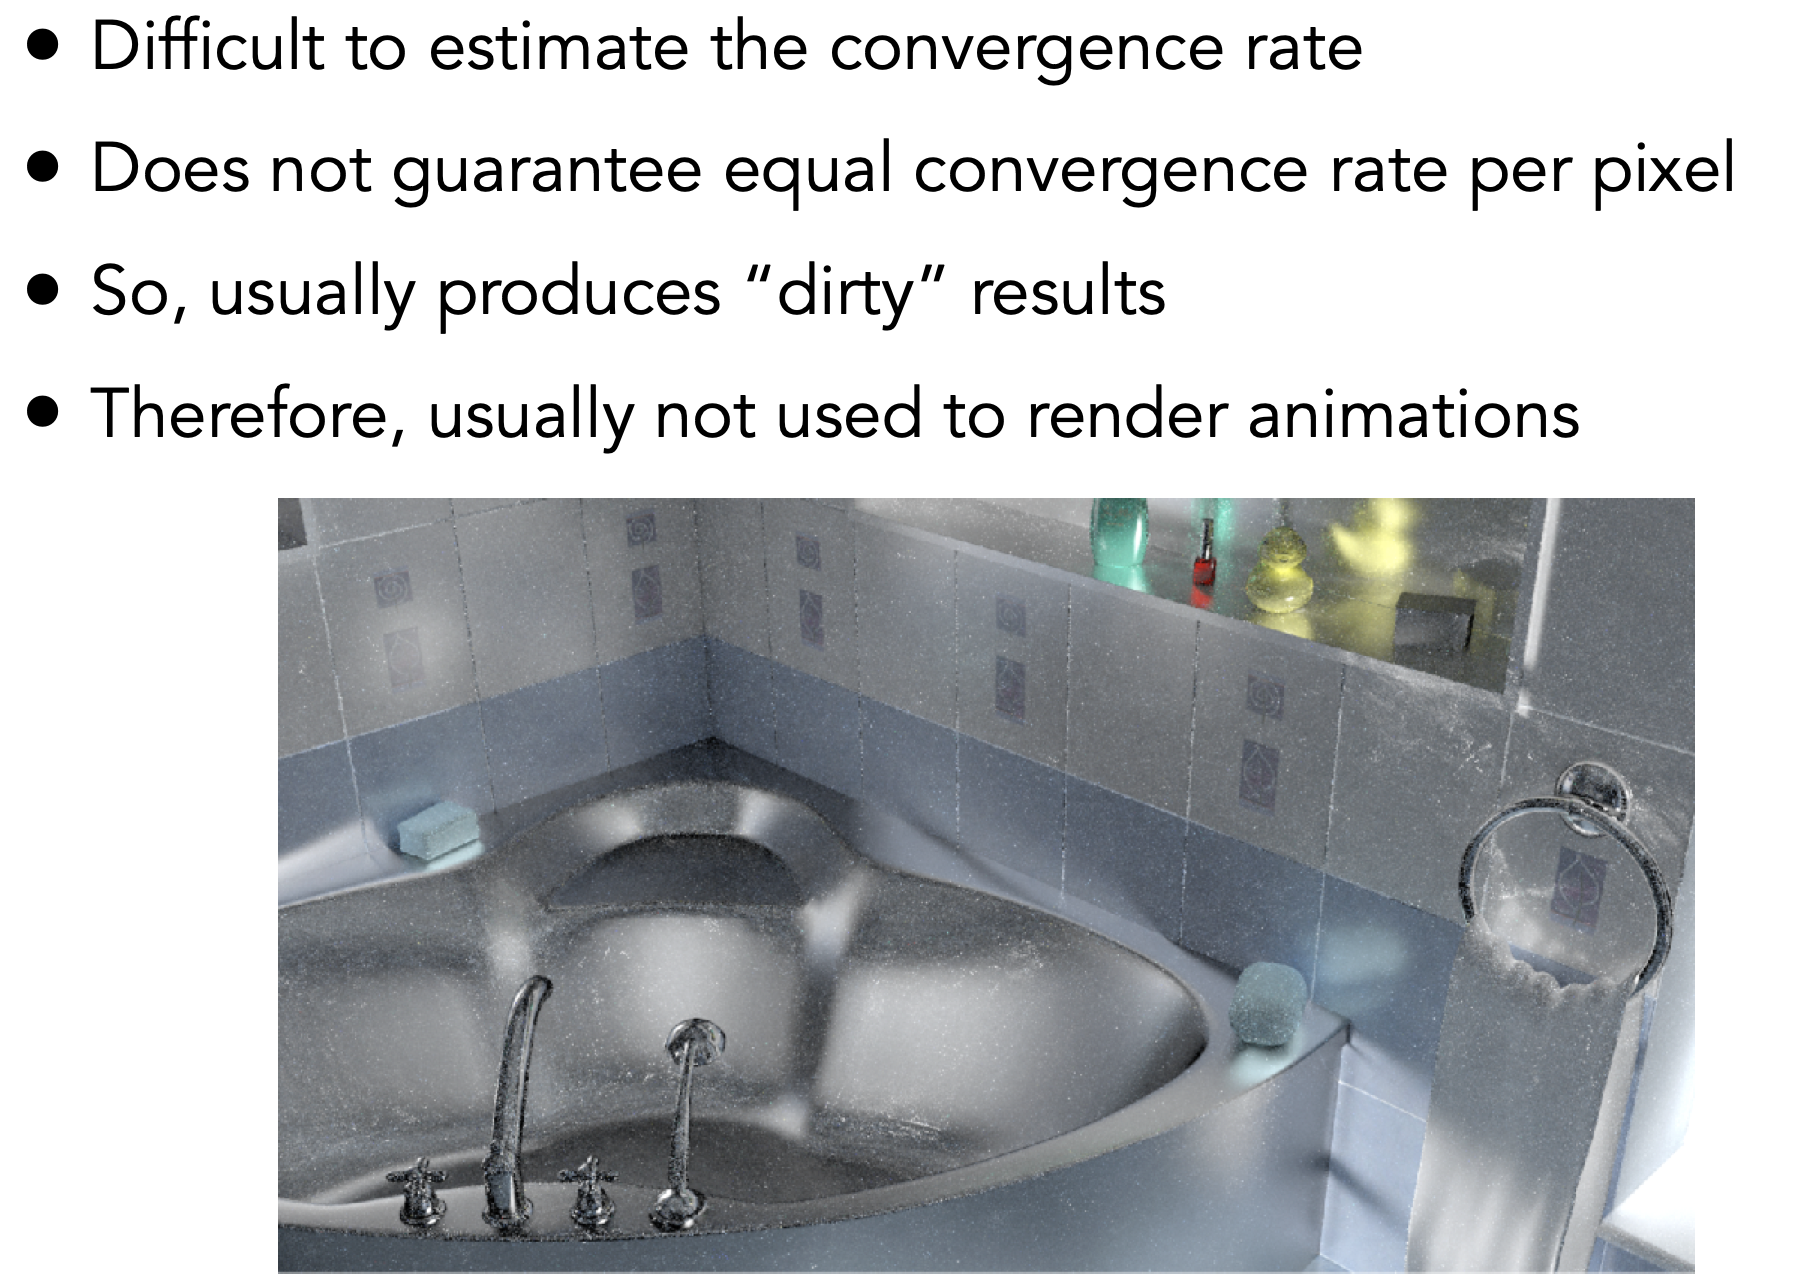 • Difficult to estimate the convergence rate
• Does not guarantee equal convergence rate per pixel
• So, usually produces “dirty” results
• Therefore, usually not used to render animations